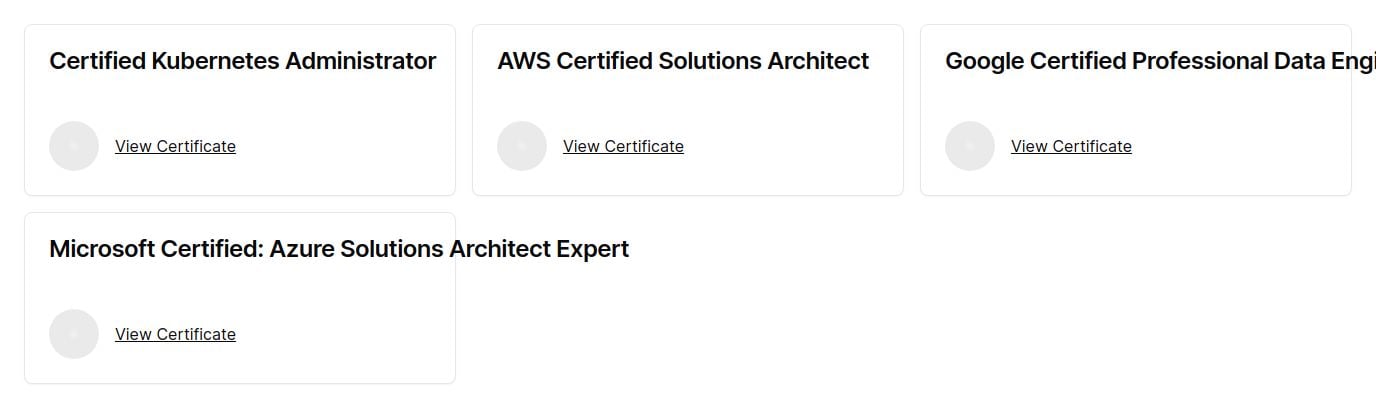 Certified Kubernetes Administrator
AWS Certified Solutions Architect
Google Certified Professional Data Engi
View Certificate
View Certificate
View Certificate
Microsoft Certified: Azure Solutions Architect Expert
View Certificate